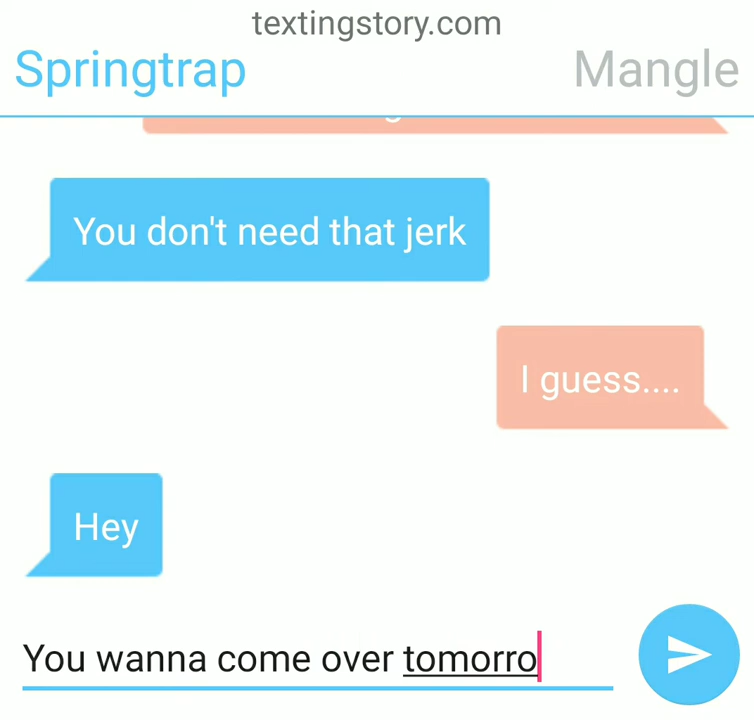 textingstory.com
Springtrap
Mangle
You don't need that jerk
I guess....
Hey
You wanna come over tomorro